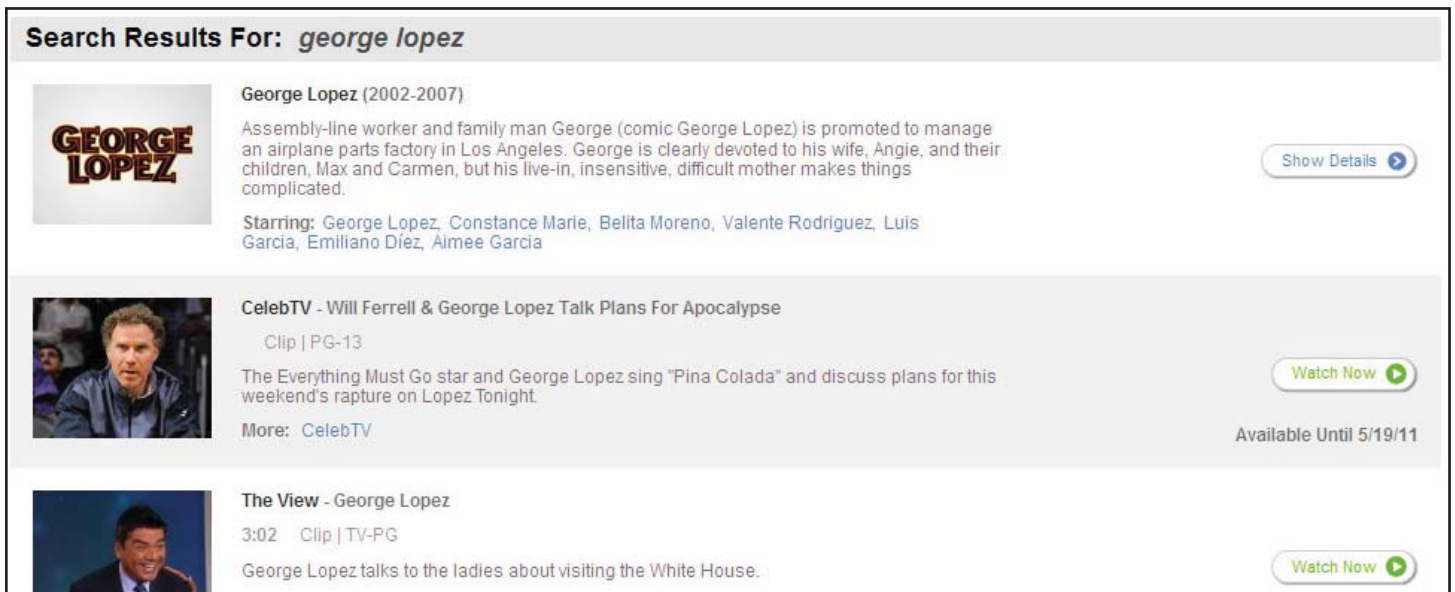 Search Results For: george lopez
GEORGE
LOPEZ
George Lopez (2002-2007)
Assembly-line worker and family man George (comic George Lopez) is promoted to manage
an airplane parts factory in Los Angeles. George is clearly devoted to his wife, Angie, and their
children, Max and Carmen, but his live-in, insensitive, difficult mother makes things
complicated.
Show Details
Starring: George Lopez, Constance Marie, Belita Moreno, Valente Rodriguez, Luis
Garcia, Emiliano Díez, Aimee Garcia
CelebTV - Will Ferrell & George Lopez Talk Plans For Apocalypse
Clip | PG-13
The Everything Must Go star and George Lopez sing "Pina Colada" and discuss plans for this
weekend's rapture on Lopez Tonight.
Watch Now
More: CelebTV
Available Until 5/19/11
The View - George Lopez
3:02 Clip | TV-PG
George Lopez talks to the ladies about visiting the White House.
Watch Now